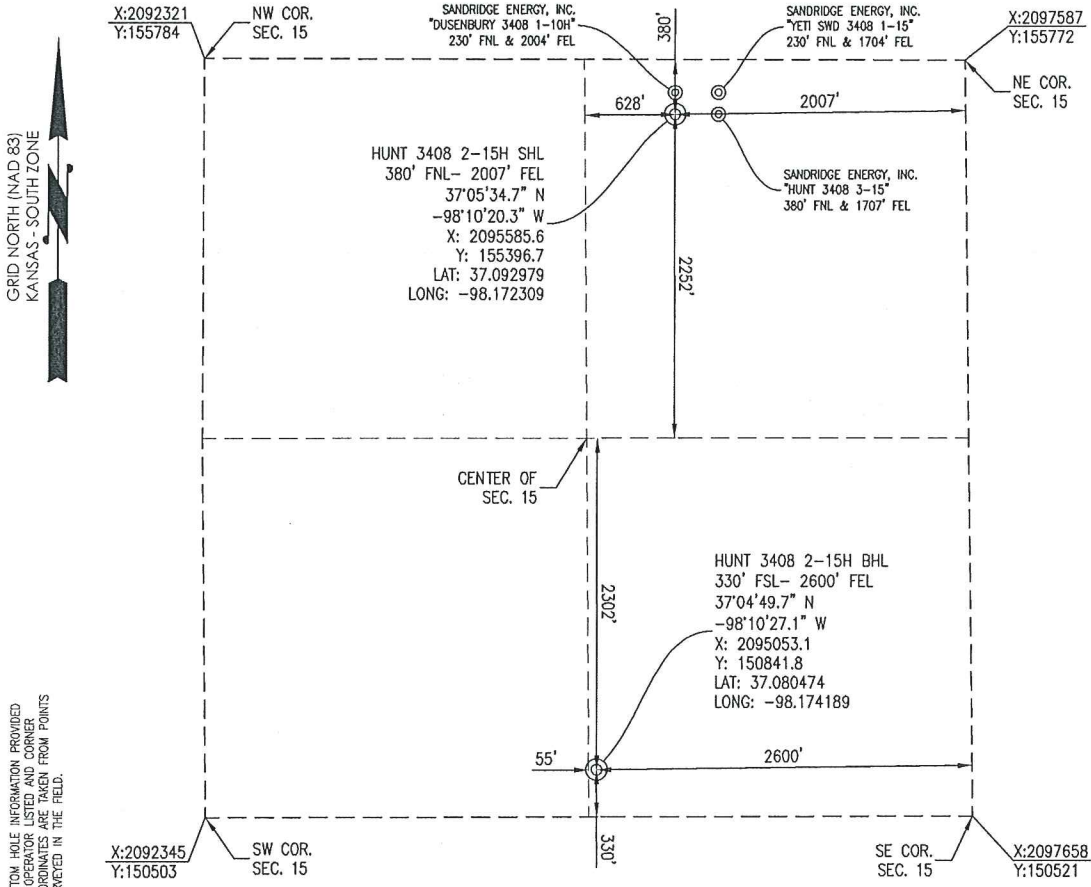 X:2092321
Y:155784
NW COR.
SEC. 15
SANDRIDGE ENERGY, INC.
"DUSENBURY 3408 1-10H"
230' FNL & 2004' FEL
380'
SANDRIDGE ENERGY, INC.
"YETI SWD 3408 1-15"
230' FNL & 1704' FEL
X:2097587
Y:155772
NE COR.
SEC. 15
628'
2007'
GRID NORTH (NAD 83)
KANSAS - SOUTH ZONE
HUNT 3408 2-15H SHL
380' FNL- 2007' FEL
37°05'34.7" N
-98°10'20.3" W
X: 2095585.6
Y: 155396.7
LAT: 37.092979
LONG: -98.172309
SANDRIDGE ENERGY, INC.
"HUNT 3408 3-15"
380' FNL & 1707' FEL
2252'
CENTER OF
SEC. 15
2302'
HUNT 3408 2-15H BHL
330' FSL- 2600' FEL
37°04'49.7" N
-98°10'27.1" W
X: 2095053.1
Y: 150841.8
LAT: 37.080474
LONG: -98.174189
55'
2600'
330'
HOLE INFORMATION PROVIDED
OPERATOR LISTED AND CORNER
ARE TAKEN FROM POINTS
IN THE FIELD.
X:2092345
Y:150503
SW COR.
SEC. 15
SE COR.
SEC. 15
X:2097658
Y:150521